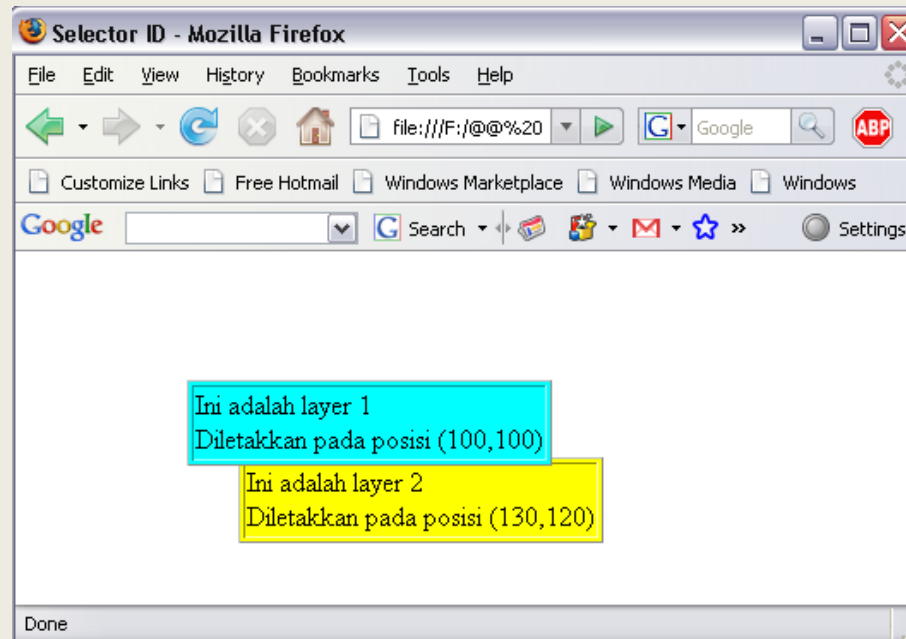 Selector ID - Mozilla Firefox
File Edit View History Bookmarks Tools Help
file:///F:/@@%20 G Google ABP
Customize Links Free Hotmail Windows Marketplace Windows Media Windows
Google G Search » Settings
Ini adalah layer 1
Diletakkan pada posisi (100,100)
Ini adalah layer 2
Diletakkan pada posisi (130,120)
Done